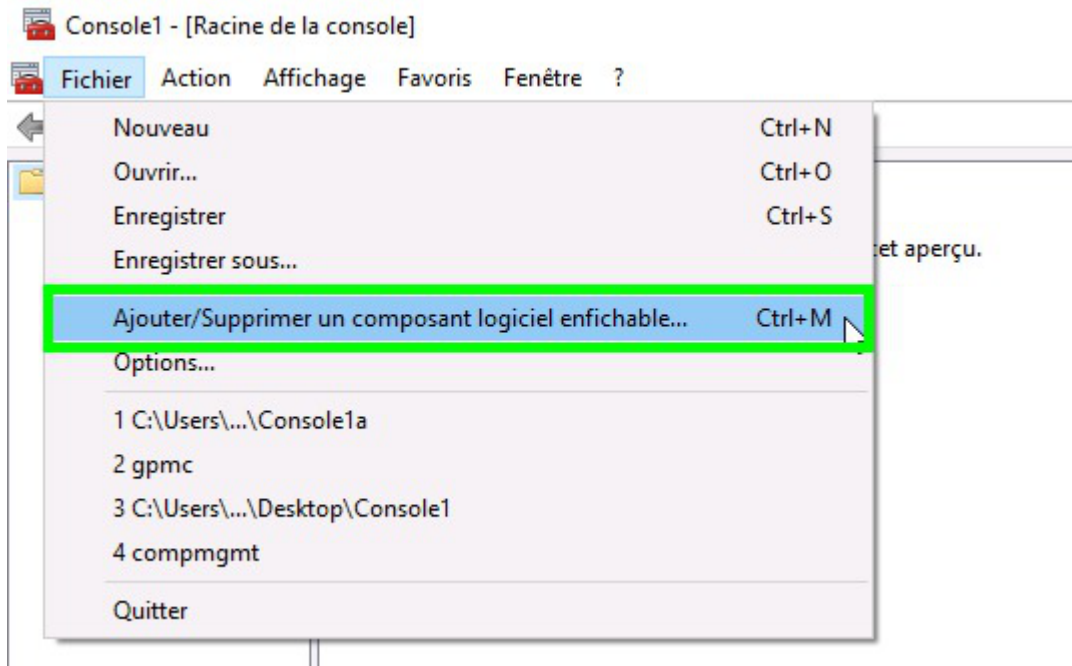 Console1 - [Racine de la console]
Fichier Action Affichage Favoris Fenêtre ?
Nouveau Ctrl+N
Ouvrir... Ctrl+O
Enregistrer Ctrl+S
Enregistrer sous...
cet aperçu.
Ajouter/Supprimer un composant logiciel enfichable... Ctrl+M
Options...
1 C:\Users\...\Console1a
2 gpmc
3 C:\Users\...\Desktop\Console1
4 compmgmt
Quitter